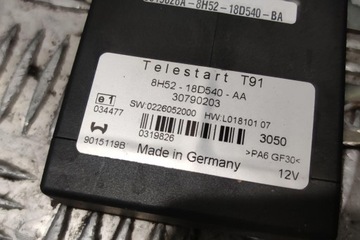 -8H52-18D540-BA
Telestart T91
8H52-18D540-AA
30790203
e1
034477
SW:0226052000 HW:L018101 07
0319826
3050
9015119B
Made in Germany
>PA6 GF30<
12V